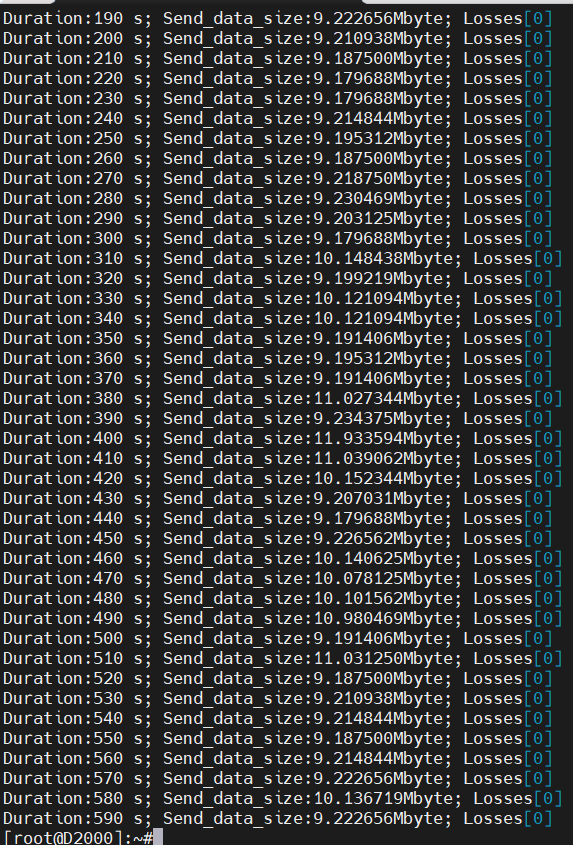 Duration:190 s; Send_data_size:9.222656Mbyte; Losses[0]
Duration:200 s; Send_data_size:9.210938Mbyte; Losses[0]
Duration:210 s; Send_data_size:9.187500Mbyte; Losses[0]
Duration:220 s; Send_data_size:9.179688Mbyte; Losses[0]
Duration:230 s; Send_data_size:9.179688Mbyte; Losses[0]
Duration:240 s; Send_data_size:9.214844Mbyte; Losses[0]
Duration:250 s; Send_data_size:9.195312Mbyte; Losses[0]
Duration:260 s; Send_data_size:9.187500Mbyte; Losses[0]
Duration:270 s; Send_data_size:9.218750Mbyte; Losses[0]
Duration:280 s; Send_data_size:9.230469Mbyte; Losses[0]
Duration:290 s; Send_data_size:9.203125Mbyte; Losses[0]
Duration:300 s; Send_data_size:9.179688Mbyte; Losses[0]
Duration:310 s; Send_data_size:10.148438Mbyte; Losses[0]
Duration:320 s; Send_data_size:9.199219Mbyte; Losses[0]
Duration:330 s; Send_data_size:10.121094Mbyte; Losses[0]
Duration:340 s; Send_data_size:10.121094Mbyte; Losses[0]
Duration:350 s; Send_data_size:9.191406Mbyte; Losses[0]
Duration:360 s; Send_data_size:9.195312Mbyte; Losses[0]
Duration:370 s; Send_data_size:9.191406Mbyte; Losses[0]
Duration:380 s; Send_data_size:11.027344Mbyte; Losses[0]
Duration:390 s; Send_data_size:9.234375Mbyte; Losses[0]
Duration:400 s; Send_data_size:11.933594Mbyte; Losses[0]
Duration:410 s; Send_data_size:11.039062Mbyte; Losses[0]
Duration:420 s; Send_data_size:10.152344Mbyte; Losses[0]
Duration:430 s; Send_data_size:9.207031Mbyte; Losses[0]
Duration:440 s; Send_data_size:9.179688Mbyte; Losses[0]
Duration:450 s; Send_data_size:9.226562Mbyte; Losses[0]
Duration:460 s; Send_data_size:10.140625Mbyte; Losses[0]
Duration:470 s; Send_data_size:10.078125Mbyte; Losses[0]
Duration:480 s; Send_data_size:10.101562Mbyte; Losses[0]
Duration:490 s; Send_data_size:10.980469Mbyte; Losses[0]
Duration:500 s; Send_data_size:9.191406Mbyte; Losses[0]
Duration:510 s; Send_data_size:11.031250Mbyte; Losses[0]
Duration:520 s; Send_data_size:9.187500Mbyte; Losses[0]
Duration:530 s; Send_data_size:9.210938Mbyte; Losses[0]
Duration:540 s; Send_data_size:9.214844Mbyte; Losses[0]
Duration:550 s; Send_data_size:9.187500Mbyte; Losses[0]
Duration:560 s; Send_data_size:9.214844Mbyte; Losses[0]
Duration:570 s; Send_data_size:9.222656Mbyte; Losses[0]
Duration:580 s; Send_data_size:10.136719Mbyte; Losses[0]
Duration:590 s; Send_data_size:9.222656Mbyte; Losses[0]
[root@D2000]:~#